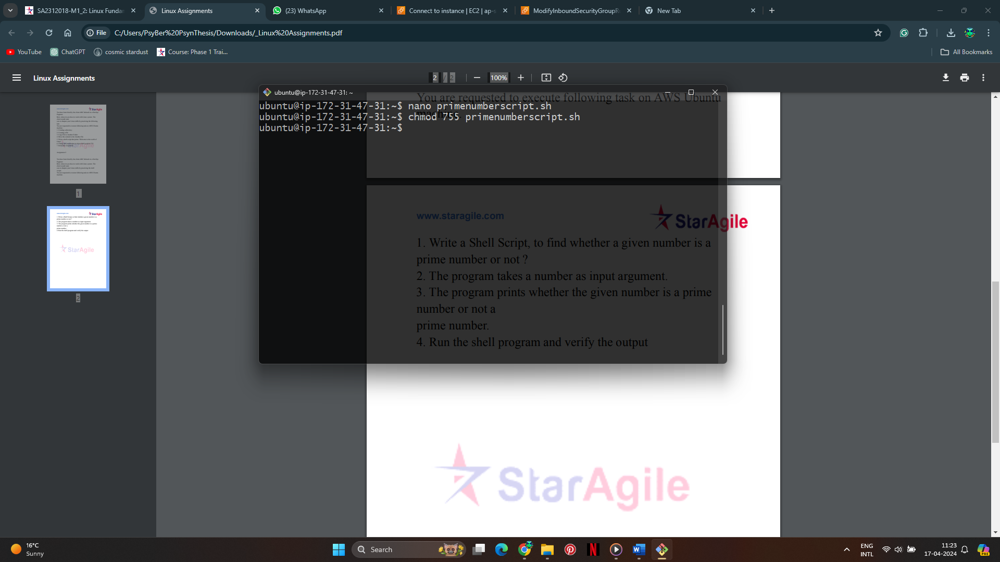 SA2312018-M1_2: Linux Fundar
Linux Assignments
(23) WhatsApp
Connect to instance | EC2 | ap-s
ModifyInboundSecurityGroupR
New Tab
File
C:/Users/PsyBer%20PsynThesis/Downloads/_Linux%20Assignments.pdf
YouTube
ChatGPT
cosmic stardust
Course: Phase 1 Trai...
All Bookmarks
Linux Assignments
2 / 2
100%
ubuntu@ip-172-31-47-31: ~
You are requested to execute following task on AWS Ubuntu
machine.
ubuntu@ip-172-31-47-31:~$ nano primenumberscript.sh
ubuntu@ip-172-31-47-31:~$ chmod 755 primenumberscript.sh
ubuntu@ip-172-31-47-31:~$
www.staragile.com
StarAgile
1. Write a Shell Script, to find whether a given number is a
prime number or not ?
2. The program takes a number as input argument.
3. The program prints whether the given number is a prime
number or not a
prime number.
4. Run the shell program and verify the output
StarAgile
1
2
16°C
Sunny
Search
ENG
INTL
11:23
17-04-2024
PRE